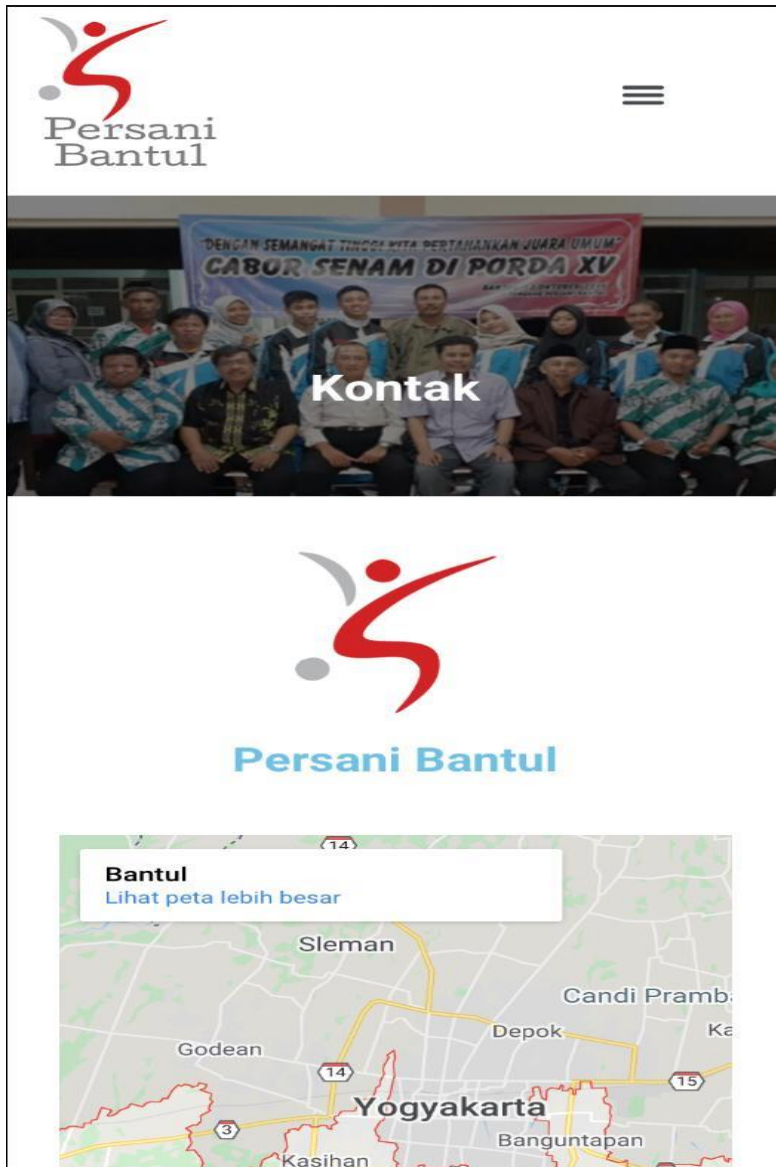 Persani
Bantul
"DENGAN SEMANGAT TINGGI KITA PERTAHANKAN JUARA UMUM"
CABOR SENAM DI PORDA XV
Kontak
Persani Bantul
14
Bantul
Lihat peta lebih besar
Sleman
Candi Pramba
Depok
Ka
Godean
14
15
Yogyakarta
3
Banguntapan
Kasihan